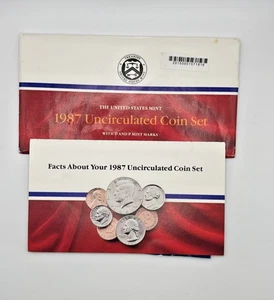 THE UNITED STATES MINT
1987 Uncirculated Coin Set
WITH P AND D MINT MARKS
Facts About Your 1987 Uncirculated Coin Set